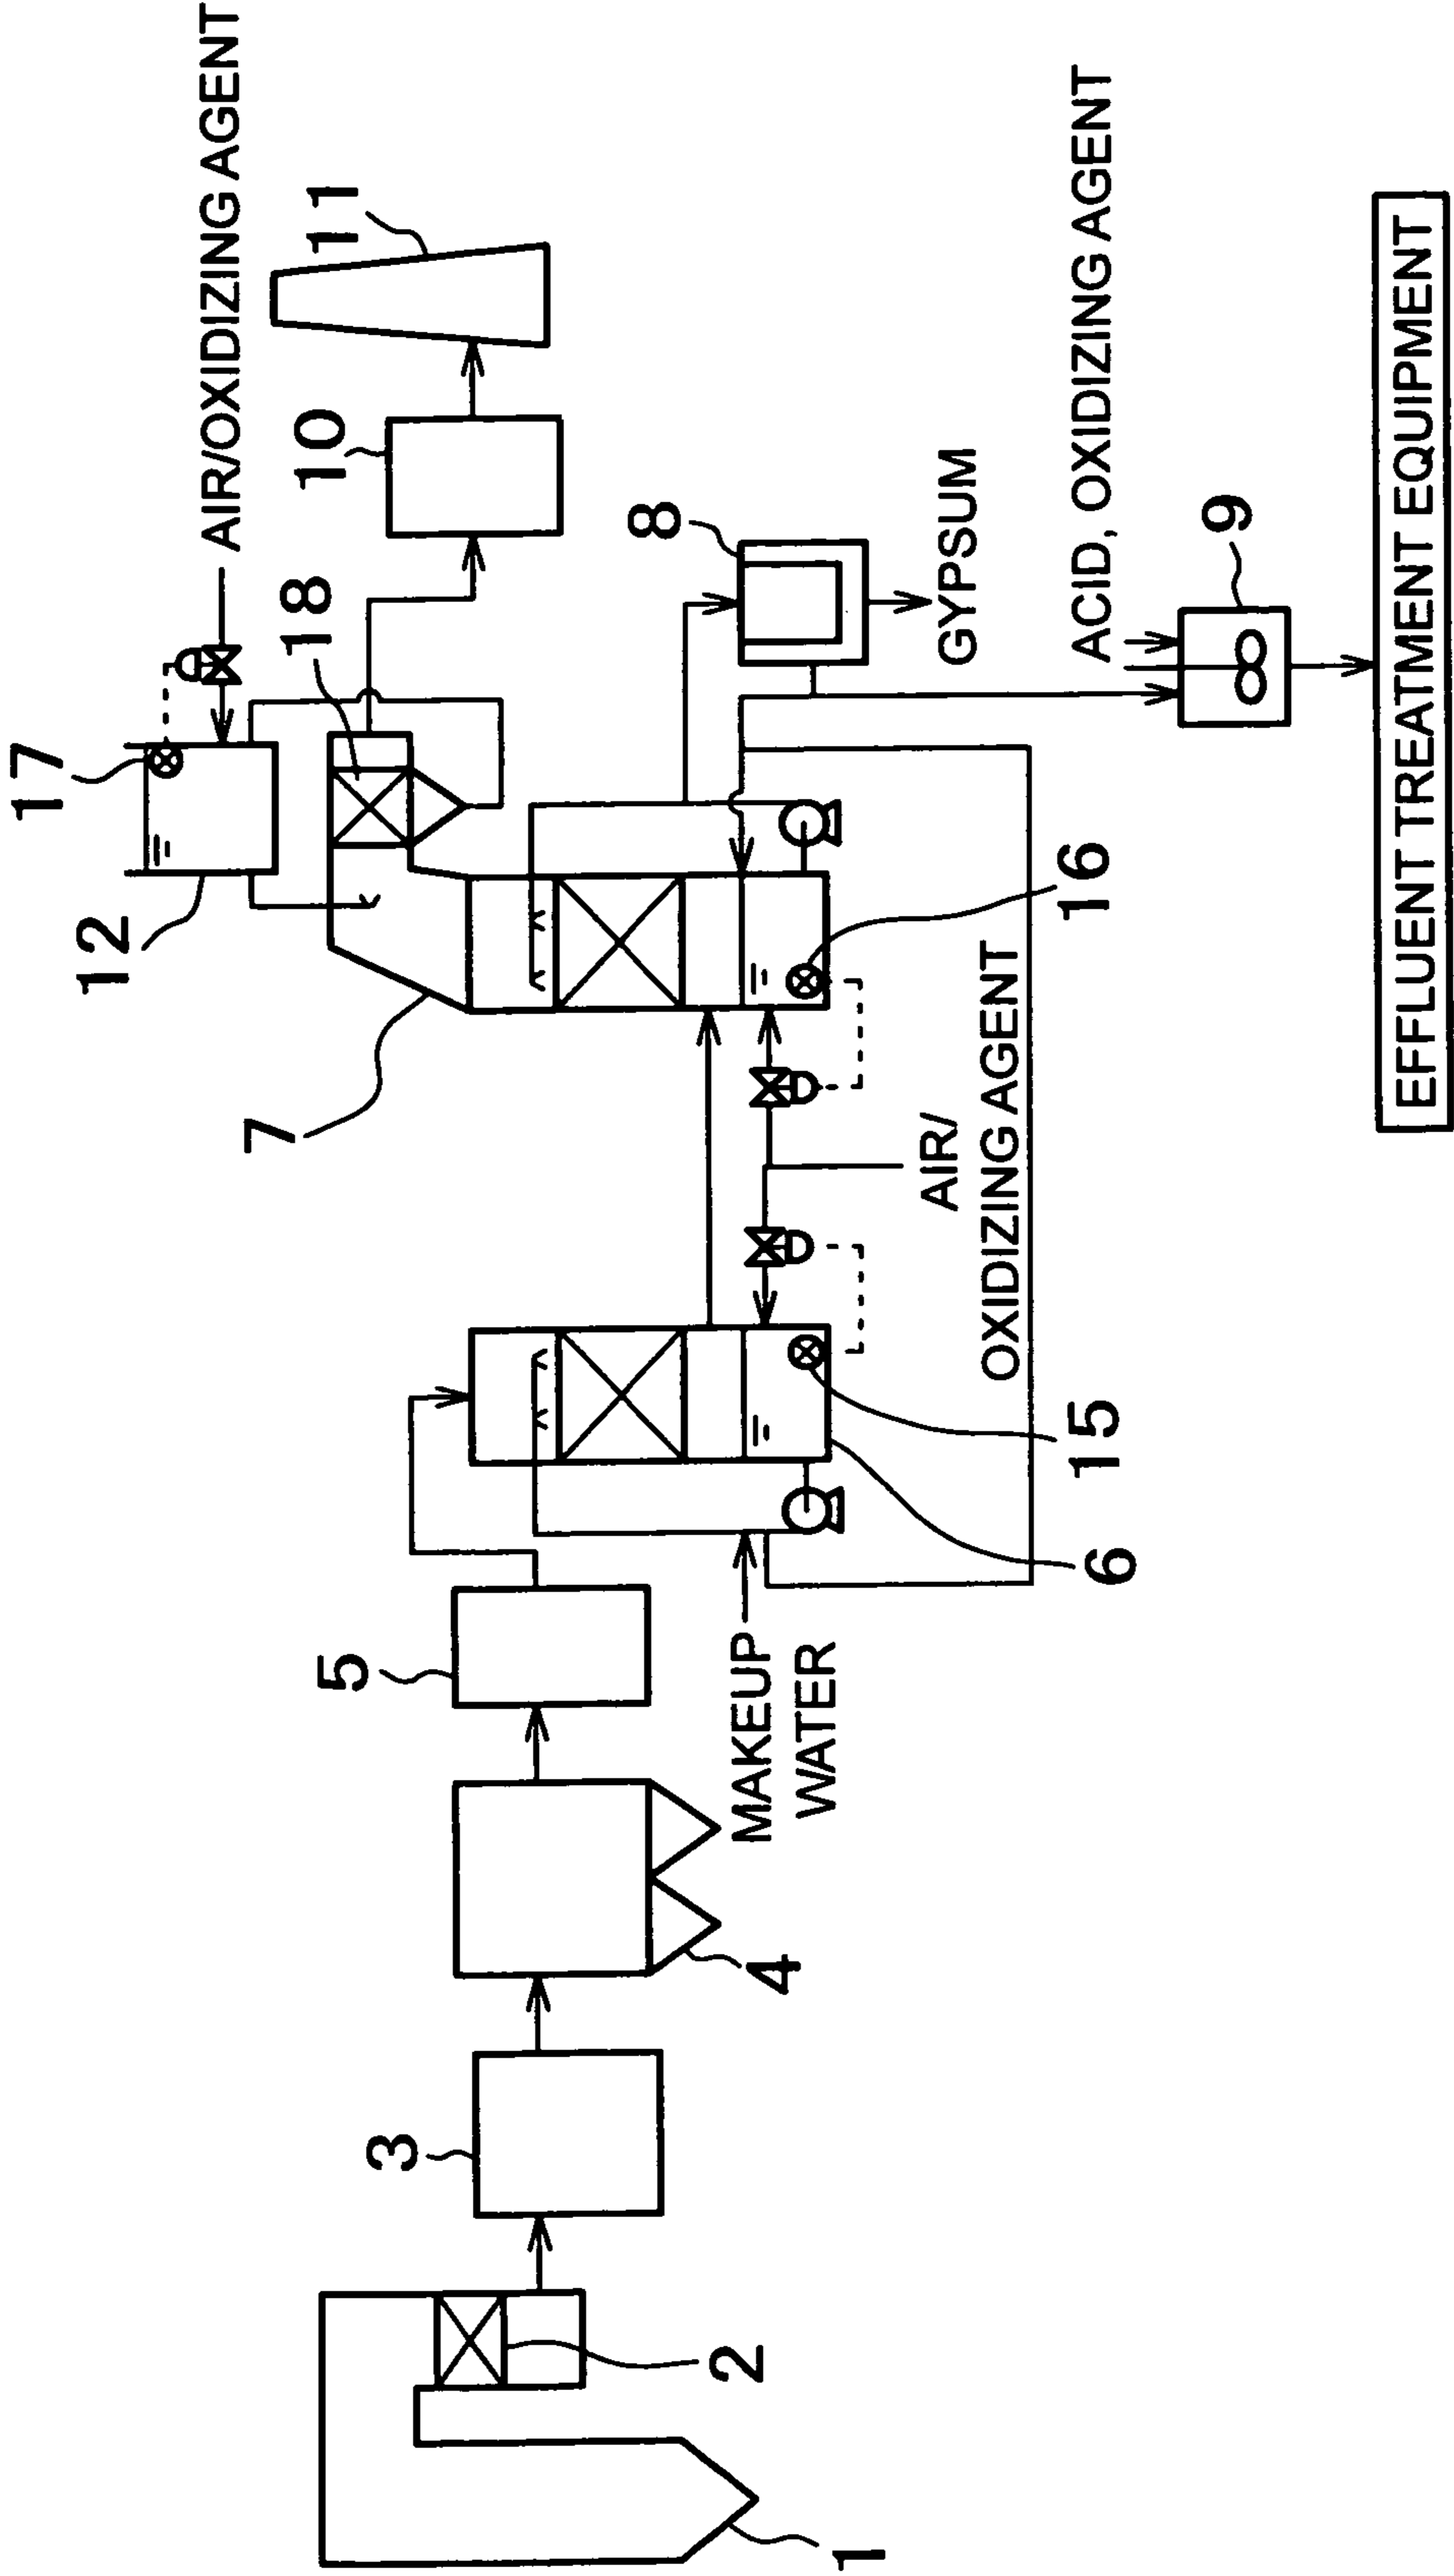 17
12
AIR/OXIDIZING AGENT
18
11
10
7
5
3
8
GYPSUM
16
AIR/
OXIDIZING AGENT
ACID, OXIDIZING AGENT
9
EFFLUENT TREATMENT EQUIPMENT
15
6
MAKEUP
WATER
4
2
1